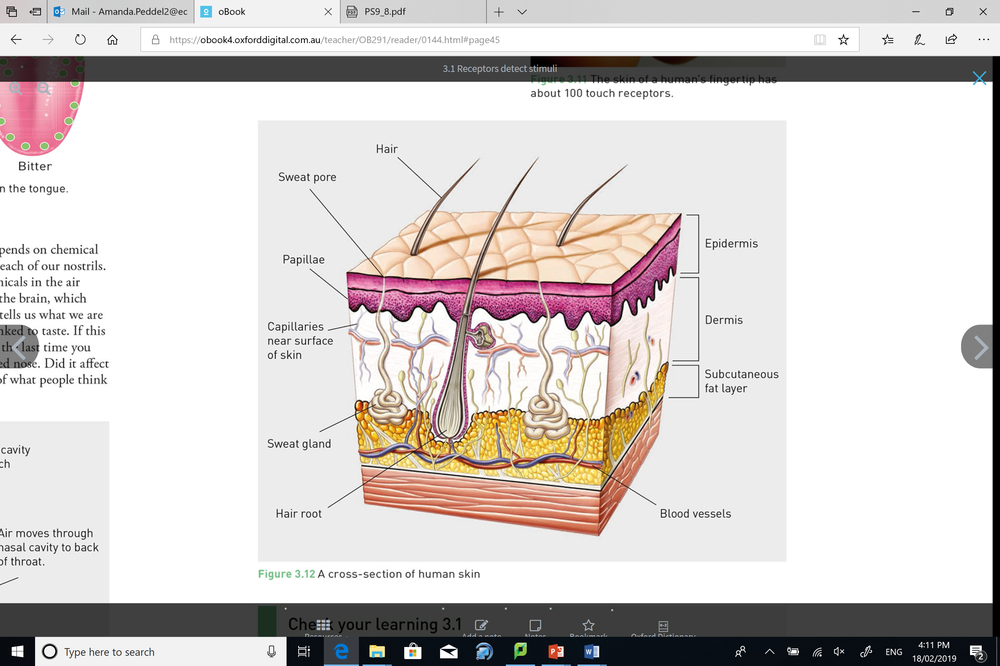 Mail - Amanda.Peddel2@ec
oBook
PS9_8.pdf
https://obook4.oxforddigital.com.au/teacher/OB291/reader/0144.html#page45
3.1 Receptors detect stimuli
Figure 3.11 The skin of a human's fingertip has
about 100 touch receptors.
Bitter
n the tongue.
pends on chemical
each of our nostrils.
nicals in the air
the brain, which
tells us what we are
nked to taste. If this
the last time you
ed nose. Did it affect
of what people think
cavity
ch
Air moves through
nasal cavity to back
of throat.
Hair
Sweat pore
Papillae
Capillaries
near surface
of skin
Sweat gland
Hair root
Epidermis
Dermis
Subcutaneous
fat layer
Blood vessels
Figure 3.12 A cross-section of human skin
Check your learning 3.1
Resources
Add a note
Notes
Bookmark
Oxford Dictionary
A-Z
Type here to search
ENG
4:11 PM
18/02/2019
2